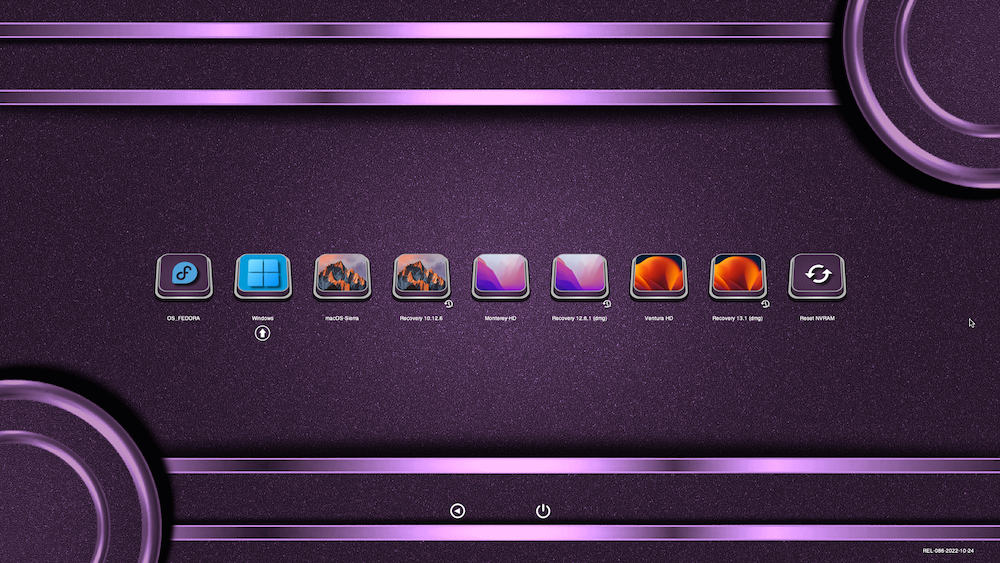 OS_FEDORA
Windows
macOS-Sierra
Recovery 10.12.6
Monterey HD
Recovery 12.6.1 (dmg)
Ventura HD
Recovery 13.1 (dmg)
Reset NVRAM
REL-086-2022-10-24